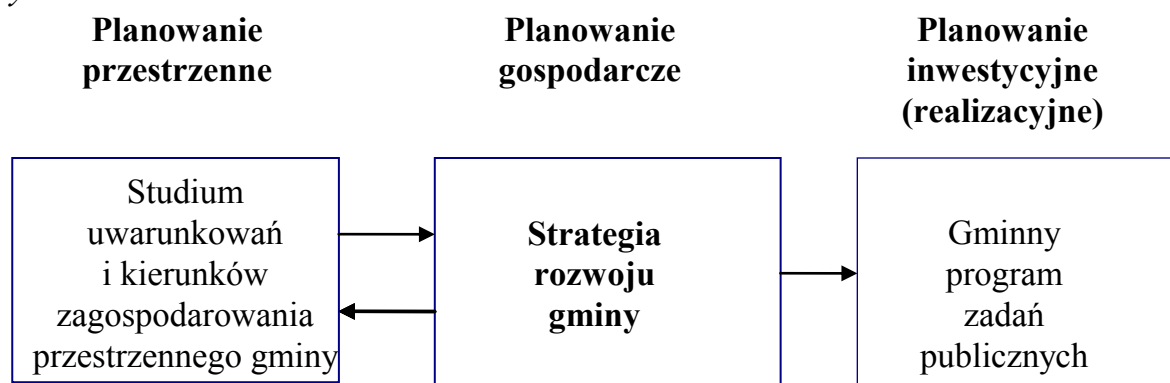 Planowanie
przestrzenne
Planowanie
gospodarcze
Planowanie
inwestycyjne
(realizacyjne)
Studium
uwarunkowań
i kierunków
zagospodarowania
przestrzennego gminy
Strategia
rozwoju
gminy
Gminny
program
zadań
publicznych